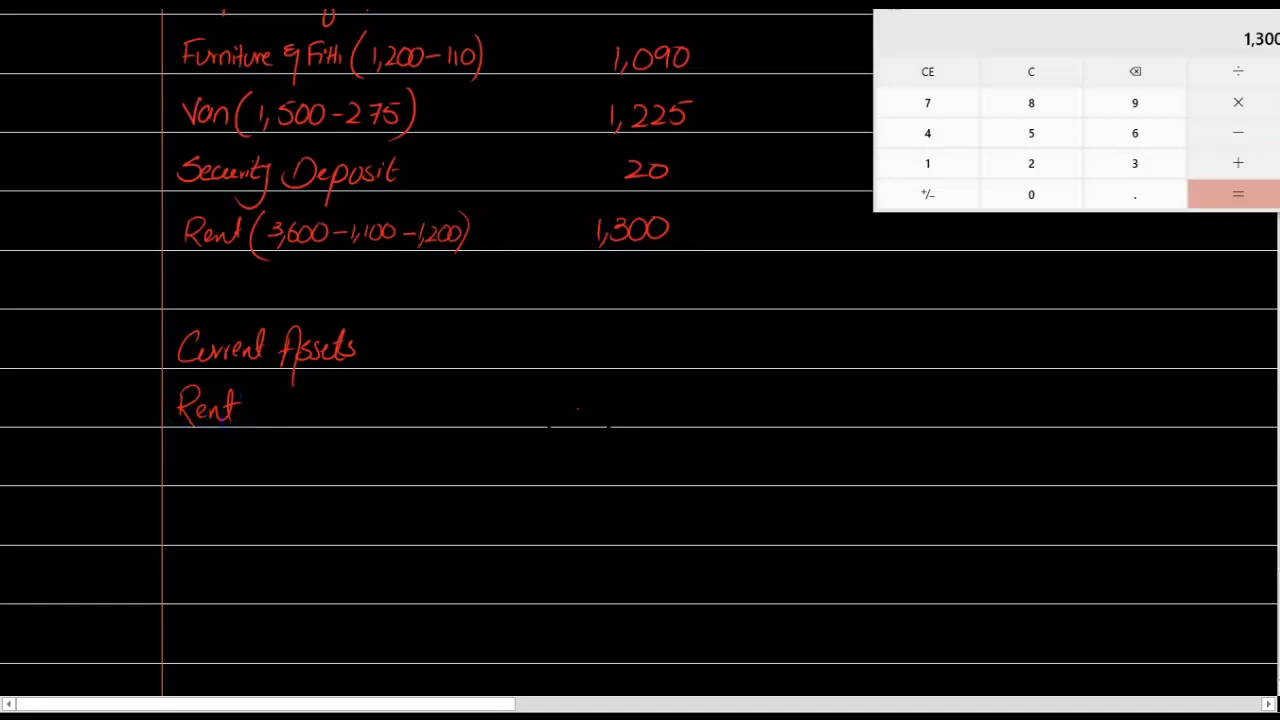 Furniture & Fitti (1,200-110) 1,090
Van (1,500-275) 1,225
Security Deposit 20
Rent (3,600-1,100-1,200) 1,300
Current Assets
Rent
1,300
CE C ⌫ ÷
7 8 9 ×
4 5 6 −
1 2 3 +
+/− 0 . =